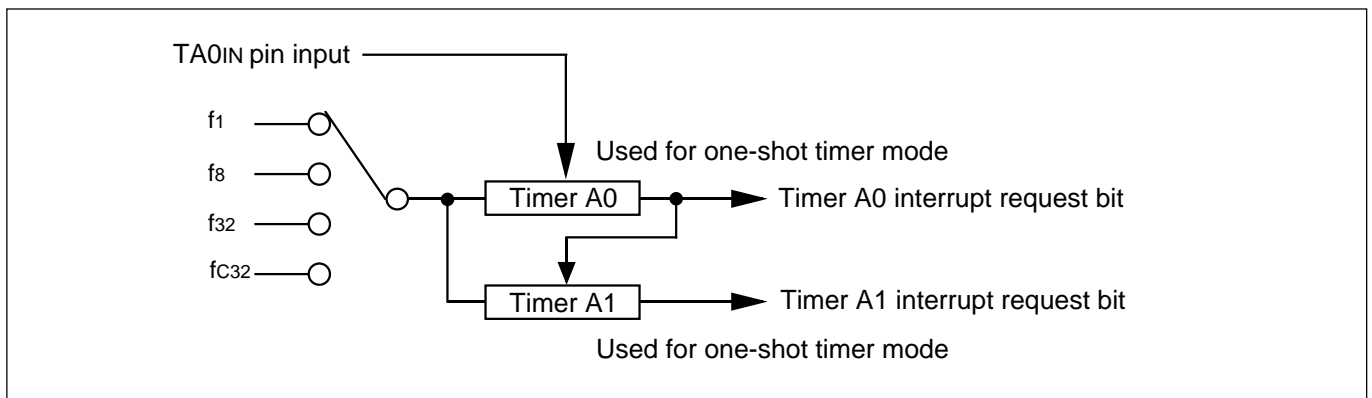 TA0IN pin input
f1
f8
f32
fC32
Used for one-shot timer mode
Timer A0
Timer A0 interrupt request bit
Timer A1
Timer A1 interrupt request bit
Used for one-shot timer mode